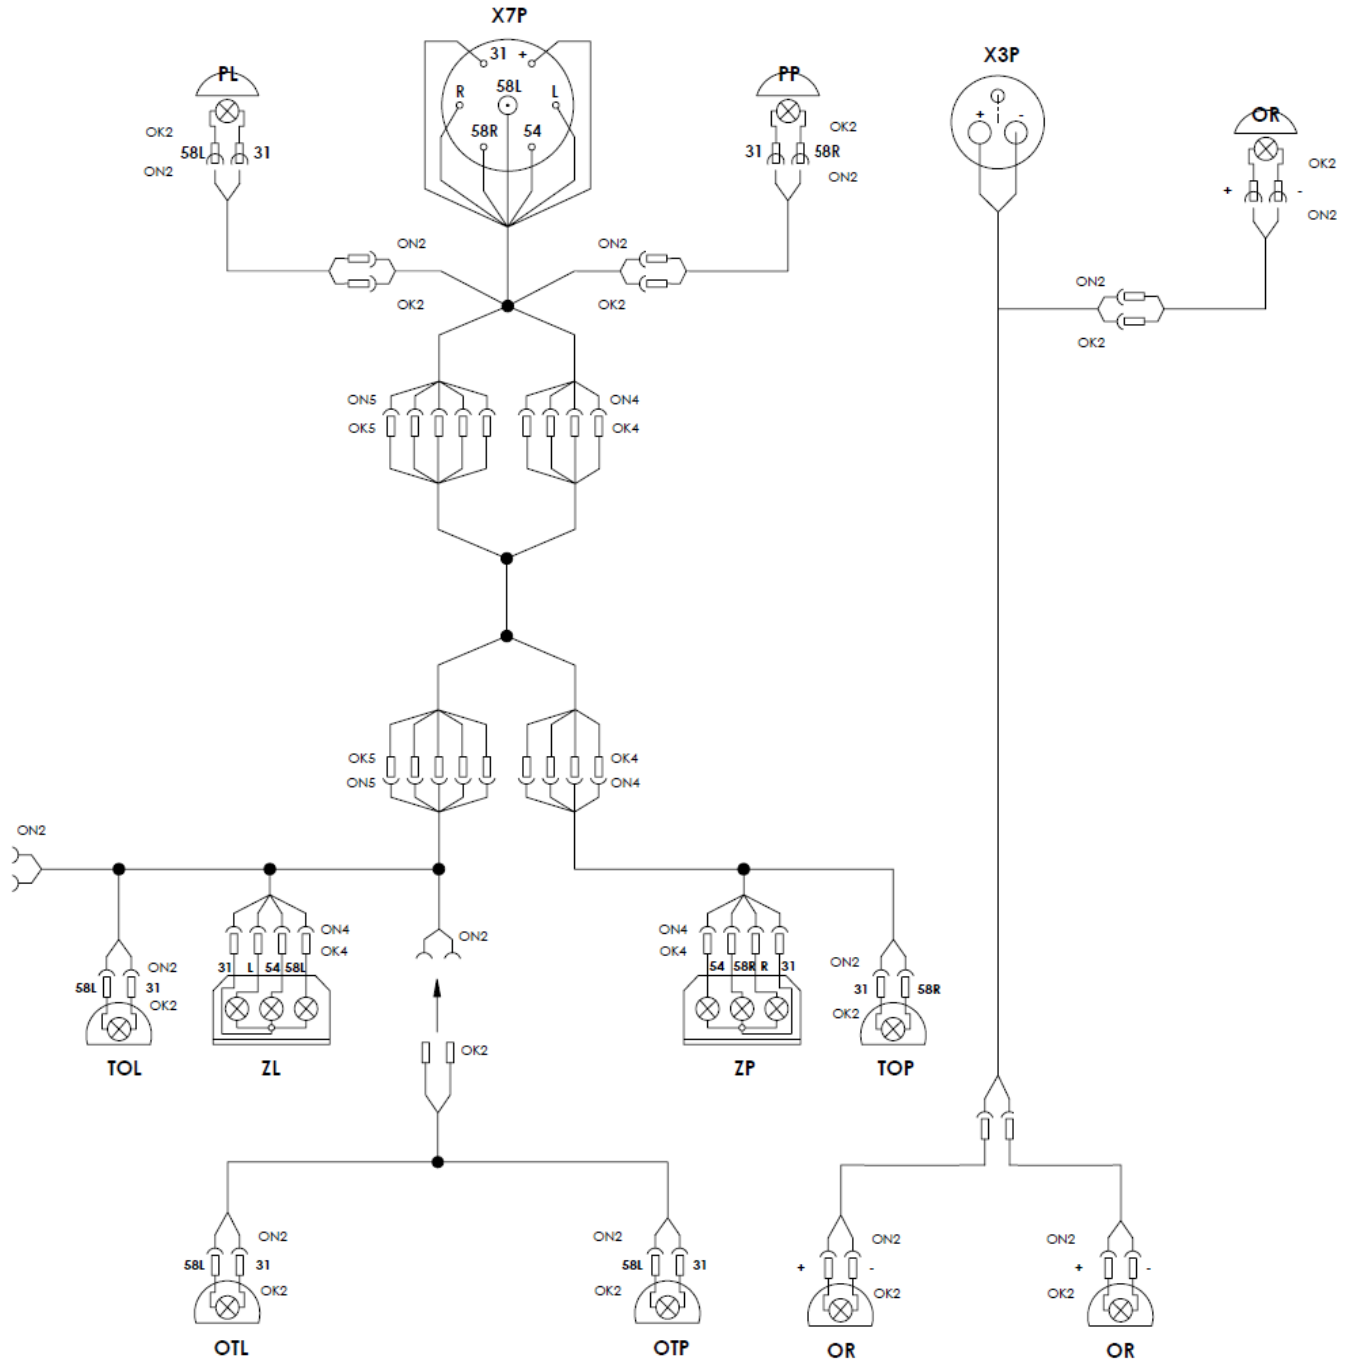 X7P
X3P
PL
PP
OR
31 +
R 58L L
58R 54
+ -
OK2
58L 31
ON2
OK2
31 58R
ON2
OK2
+ -
ON2
ON2
OK2
ON2
OK2
ON2
OK2
ON5
OK5
ON4
OK4
OK5
ON5
OK4
ON4
ON2
ON2
58L 31
OK2
TOL
ON4
OK4
31 L 54 58L
ZL
ON2
OK2
ON4
OK4
54 58R R 31
ZP
ON2
31 58R
OK2
TOP
ON2
58L 31
OK2
OTL
ON2
58L 31
OK2
OTP
ON2
+ -
OK2
OR
ON2
+ -
OK2
OR